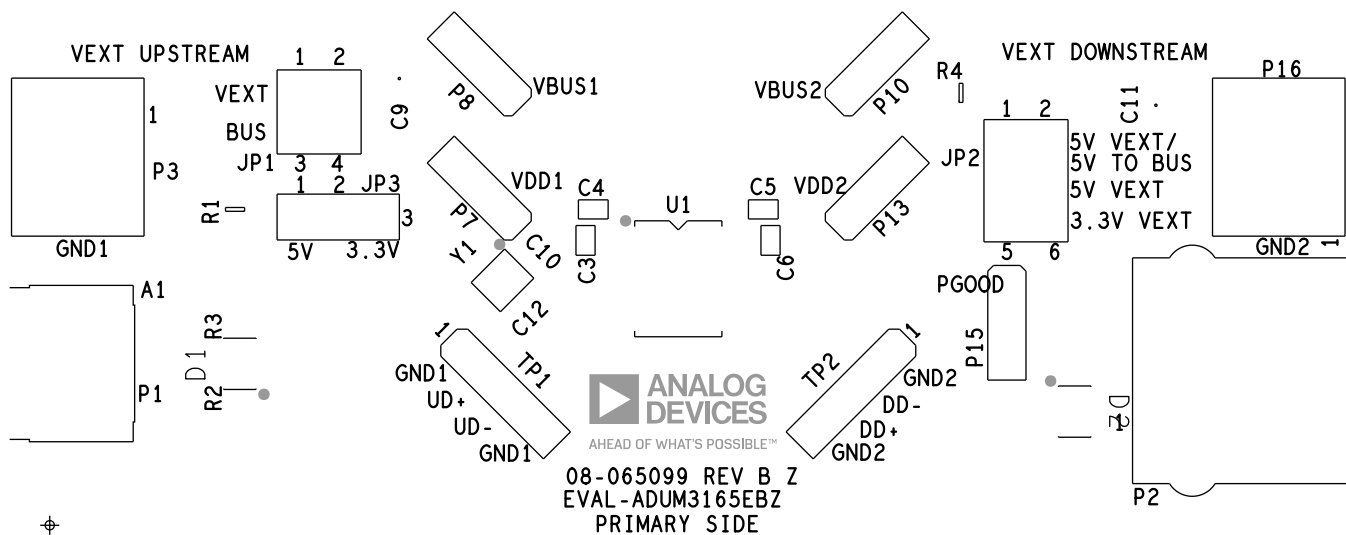 VEXT UPSTREAM
1 2
VEXT
BUS
JP1 3 4
C9
1
P3
GND1
R1
1 2 JP3
3
5V 3.3V
P8
VBUS1
P7
VDD1
Y1
C10
C12
C4
C3
U1
C5
C6
VBUS2
P10
VDD2
P13
R4
VEXT DOWNSTREAM
C11
P16
1 2
JP2
5V VEXT/
5V TO BUS
5V VEXT
3.3V VEXT
5 6
GND2 1
PGOOD
P15
A1
P1
R3
D1
R2
1
TP1
GND1
UD+
UD-
GND1
ANALOG
DEVICES
AHEAD OF WHAT'S POSSIBLE™
1
TP2
GND2
DD-
DD+
GND2
D2
1
P2
08-065099 REV B Z
EVAL-ADUM3165EBZ
PRIMARY SIDE